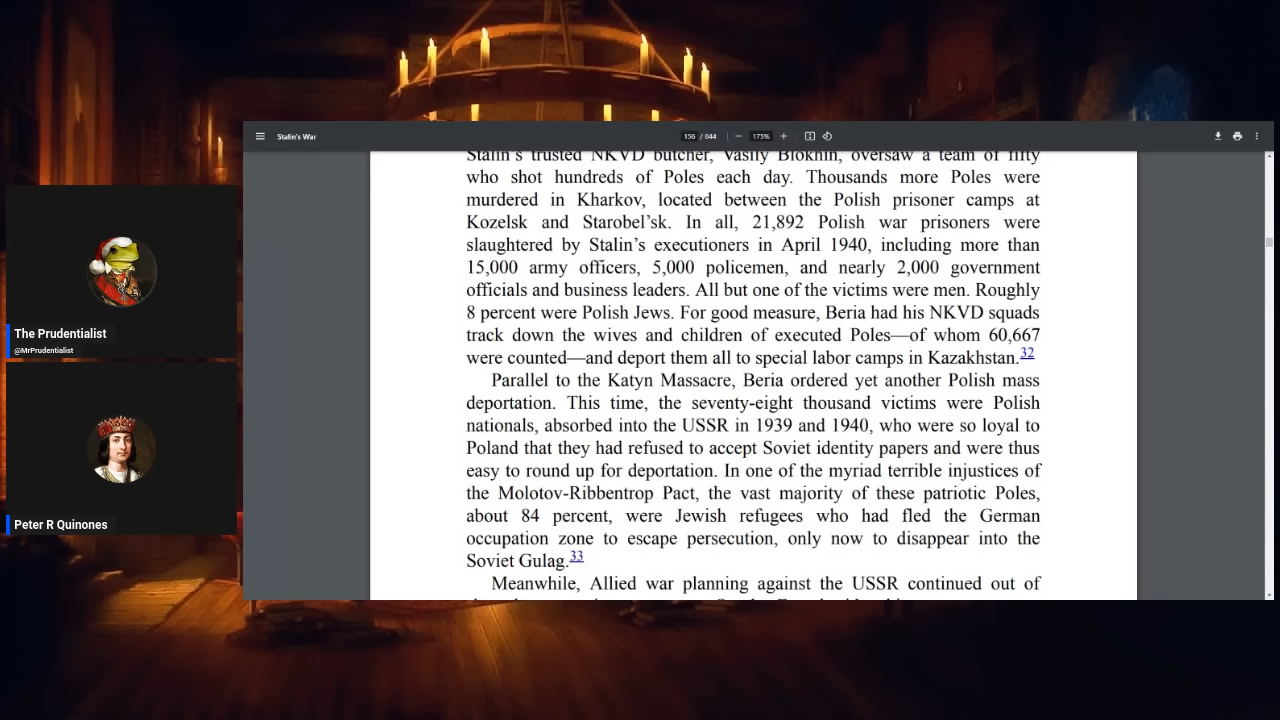 Stalin's War
156 / 844
175%
Stalin's trusted NKVD butcher, Vasily Blokhin, oversaw a team of fifty
who shot hundreds of Poles each day. Thousands more Poles were
murdered in Kharkov, located between the Polish prisoner camps at
Kozelsk and Starobel'sk. In all, 21,892 Polish war prisoners were
slaughtered by Stalin's executioners in April 1940, including more than
15,000 army officers, 5,000 policemen, and nearly 2,000 government
officials and business leaders. All but one of the victims were men. Roughly
8 percent were Polish Jews. For good measure, Beria had his NKVD squads
track down the wives and children of executed Poles—of whom 60,667
were counted—and deport them all to special labor camps in Kazakhstan.32
Parallel to the Katyn Massacre, Beria ordered yet another Polish mass
deportation. This time, the seventy-eight thousand victims were Polish
nationals, absorbed into the USSR in 1939 and 1940, who were so loyal to
Poland that they had refused to accept Soviet identity papers and were thus
easy to round up for deportation. In one of the myriad terrible injustices of
the Molotov-Ribbentrop Pact, the vast majority of these patriotic Poles,
about 84 percent, were Jewish refugees who had fled the German
occupation zone to escape persecution, only now to disappear into the
Soviet Gulag.33
Meanwhile, Allied war planning against the USSR continued out of
The Prudentialist
@MrPrudentialist
Peter R Quinones